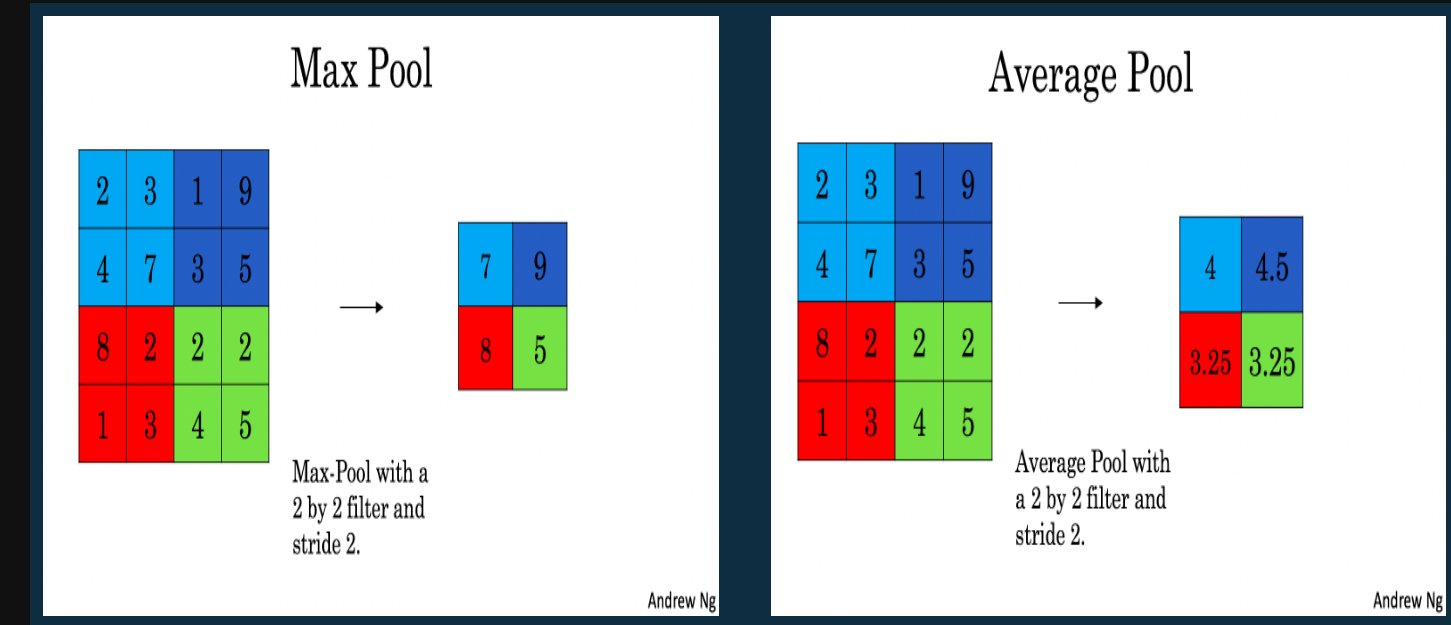 Max Pool
2 3 1 9
4 7 3 5
8 2 2 2
1 3 4 5
7 9
8 5
Max-Pool with a
2 by 2 filter and
stride 2.
Andrew Ng
Average Pool
2 3 1 9
4 7 3 5
8 2 2 2
1 3 4 5
4 4.5
3.25 3.25
Average Pool with
a 2 by 2 filter and
stride 2.
Andrew Ng